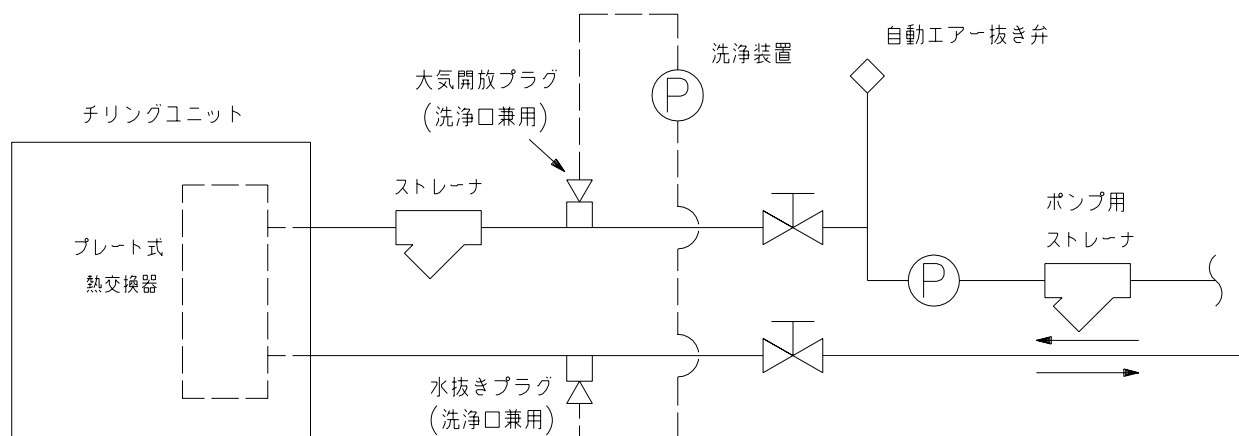 自動エアー抜き弁
洗浄装置
大気開放プラグ
(洗浄口兼用)
P
チリングユニット
ストレーナ
ポンプ用
ストレーナ
プレート式
熱交換器
P
水抜きプラグ
(洗浄口兼用)